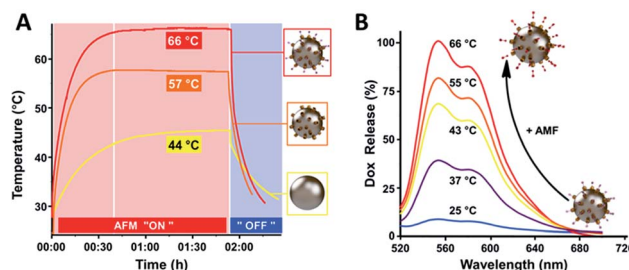 A
Temperature (°C)
60
50
40
30
66 °C
57 °C
44 °C
AFM "ON"
" OFF"
00:00
00:30
01:00
01:30
02:00
Time (h)
B
Dox Release (%)
100
75
50
25
0
66 °C
55 °C
43 °C
37 °C
25 °C
+ AMF
520
560
600
640
680
720
Wavelength (nm)